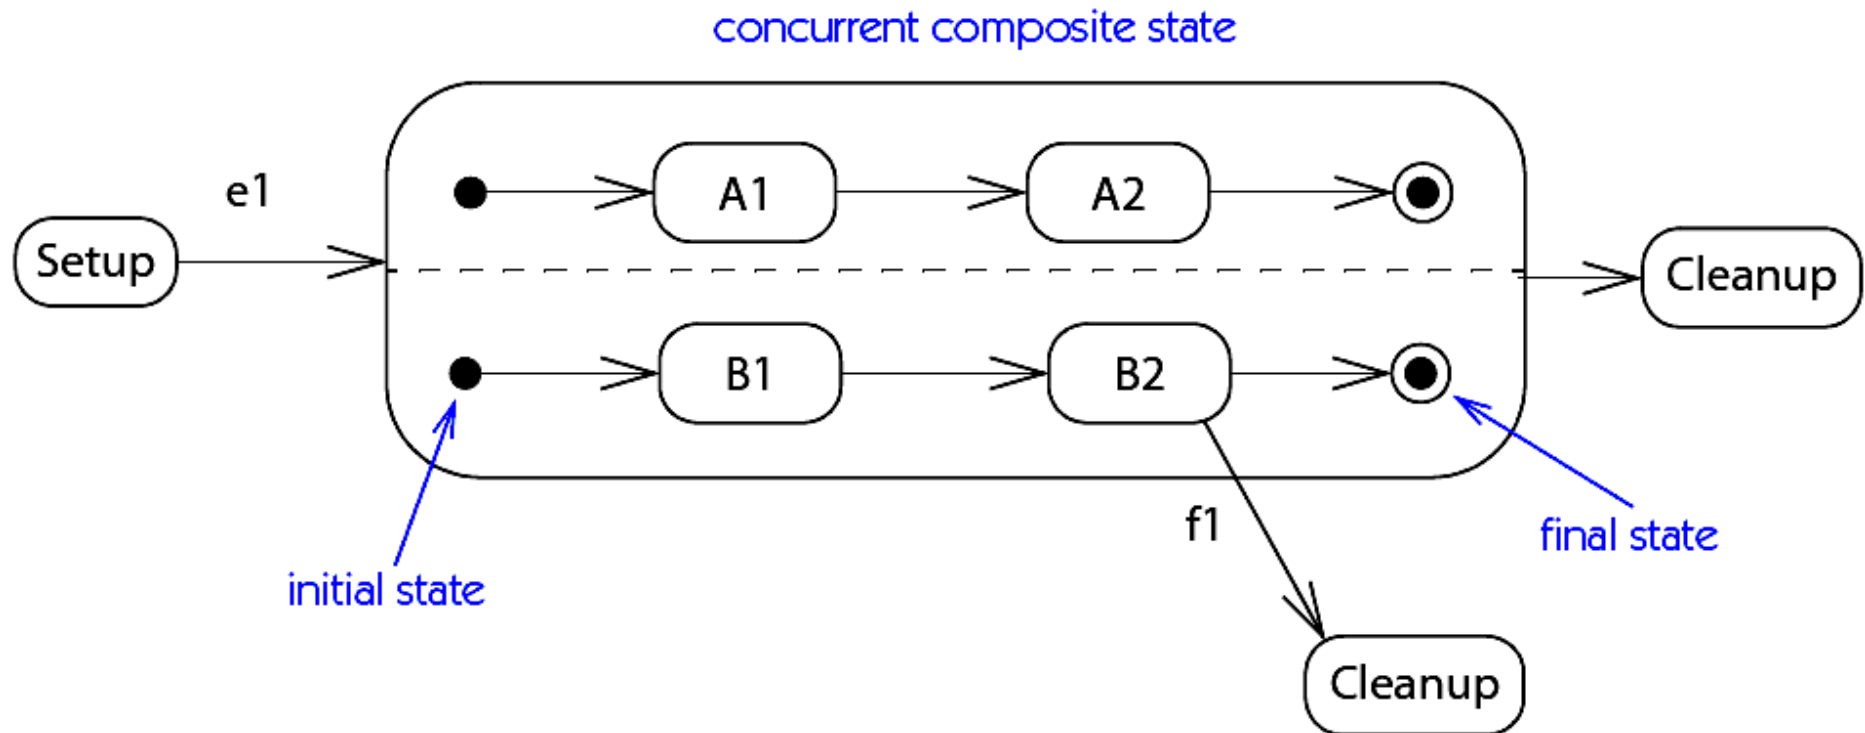 concurrent composite state
e1
A1
A2
Setup
Cleanup
B1
B2
f1
final state
initial state
Cleanup